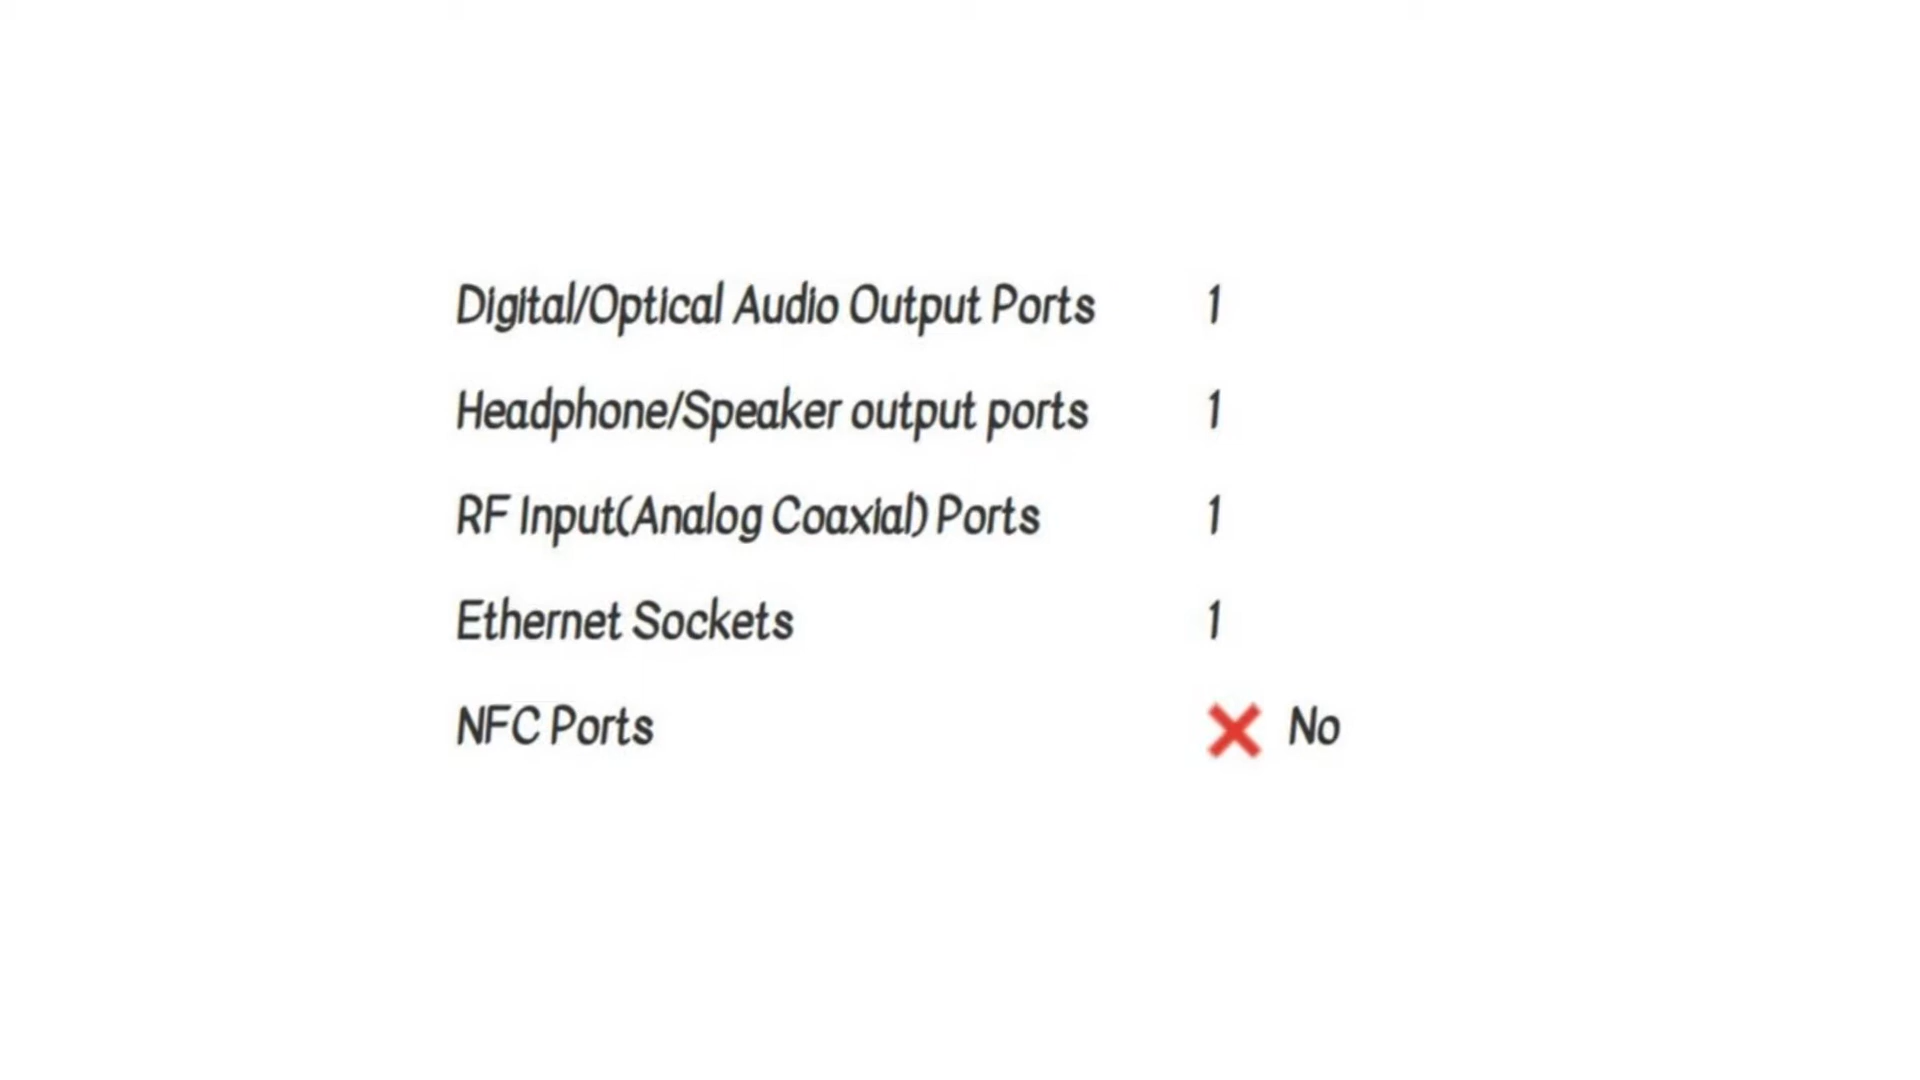 Digital/Optical Audio Output Ports 1
Headphone/Speaker output ports 1
RF Input(Analog Coaxial) Ports 1
Ethernet Sockets 1
NFC Ports ❌ No